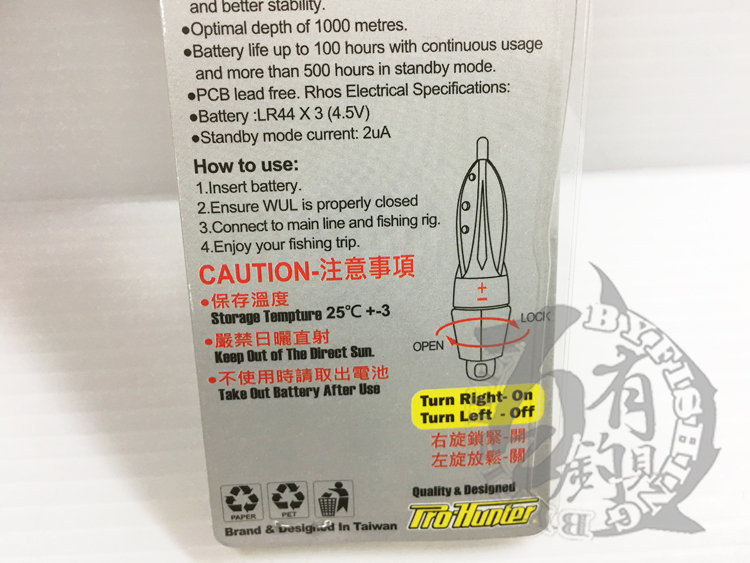 and better stability.
●Optimal depth of 1000 metres.
●Battery life up to 100 hours with continuous usage
and more than 500 hours in standby mode.
●PCB lead free. Rhos Electrical Specifications:
●Battery :LR44 X 3 (4.5V)
●Standby mode current: 2uA
How to use:
1.Insert battery.
2.Ensure WUL is properly closed
3.Connect to main line and fishing rig.
4.Enjoy your fishing trip.
CAUTION-注意事項
●保存溫度
Storage Tempture 25℃ +-3
●嚴禁日曬直射
Keep Out of The Direct Sun.
●不使用時請取出電池
Take Out Battery After Use
+
−
LOCK
OPEN
Turn Right- On
Turn Left - Off
右旋鎖緊-開
左旋放鬆-關
PAPER
PET
Brand & Designed In Taiwan
Quality & Designed
Pro Hunter
有
釣
具
BYFISHING